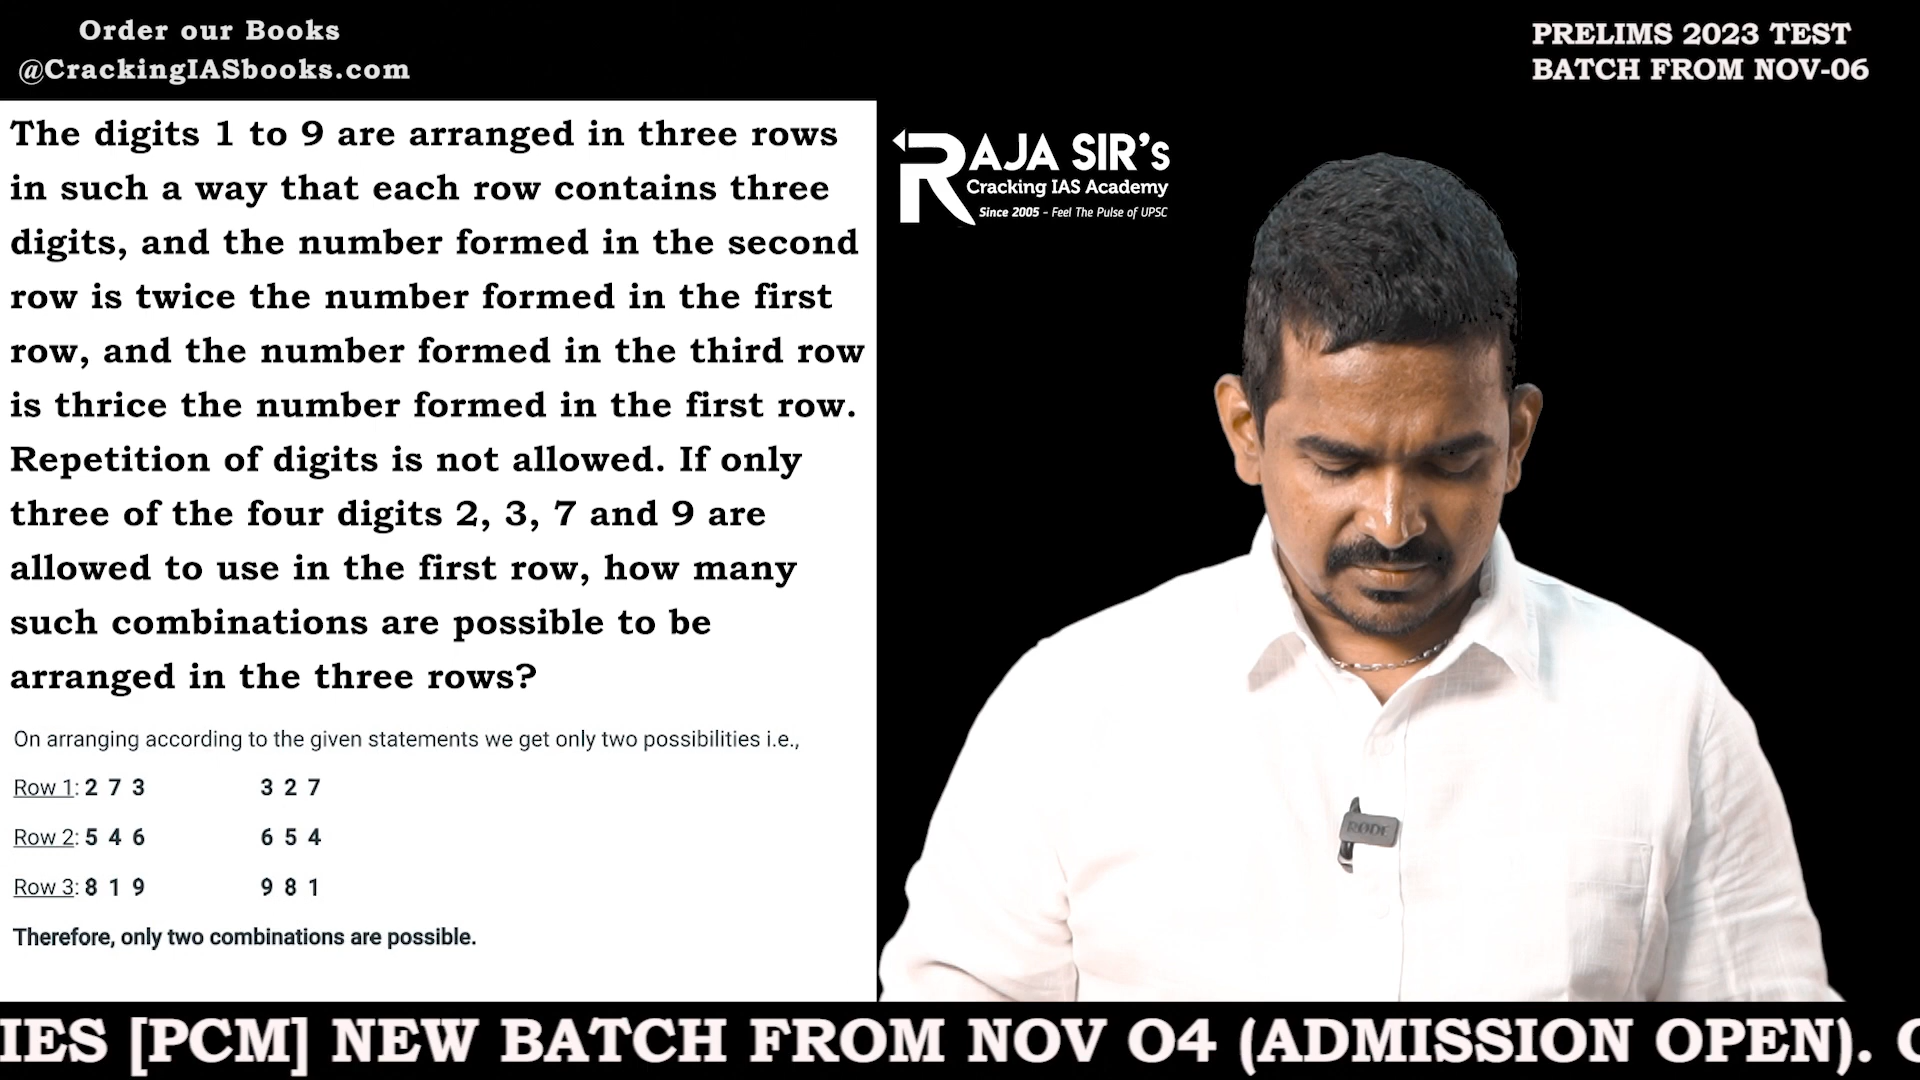 Order our Books
@CrackingIASbooks.com
PRELIMS 2023 TEST
BATCH FROM NOV-06
The digits 1 to 9 are arranged in three rows
in such a way that each row contains three
digits, and the number formed in the second
row is twice the number formed in the first
row, and the number formed in the third row
is thrice the number formed in the first row.
Repetition of digits is not allowed. If only
three of the four digits 2, 3, 7 and 9 are
allowed to use in the first row, how many
such combinations are possible to be
arranged in the three rows?
On arranging according to the given statements we get only two possibilities i.e.,
Row 1: 2 7 3 3 2 7
Row 2: 5 4 6 6 5 4
Row 3: 8 1 9 9 8 1
Therefore, only two combinations are possible.
RAJA SIR's
Cracking IAS Academy
Since 2005 - Feel The Pulse of UPSC
RODE
IES [PCM] NEW BATCH FROM NOV O4 (ADMISSION OPEN).